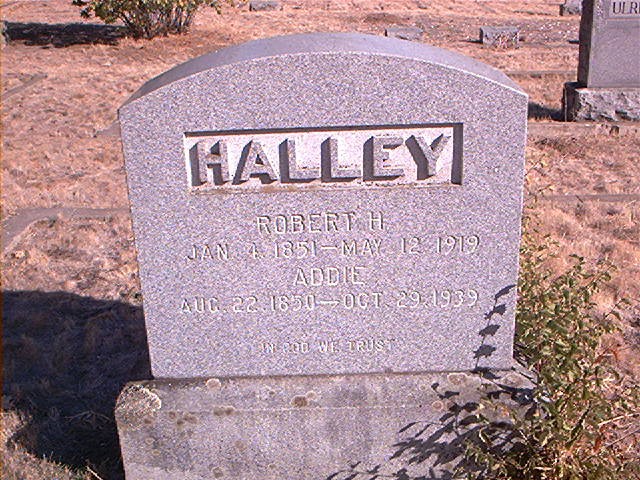 HALLEY
ROBERT H.
JAN. 4, 1851—MAY 12, 1919
ADDIE
AUG. 22, 1850—OCT. 29, 1939
IN GOD WE TRUST